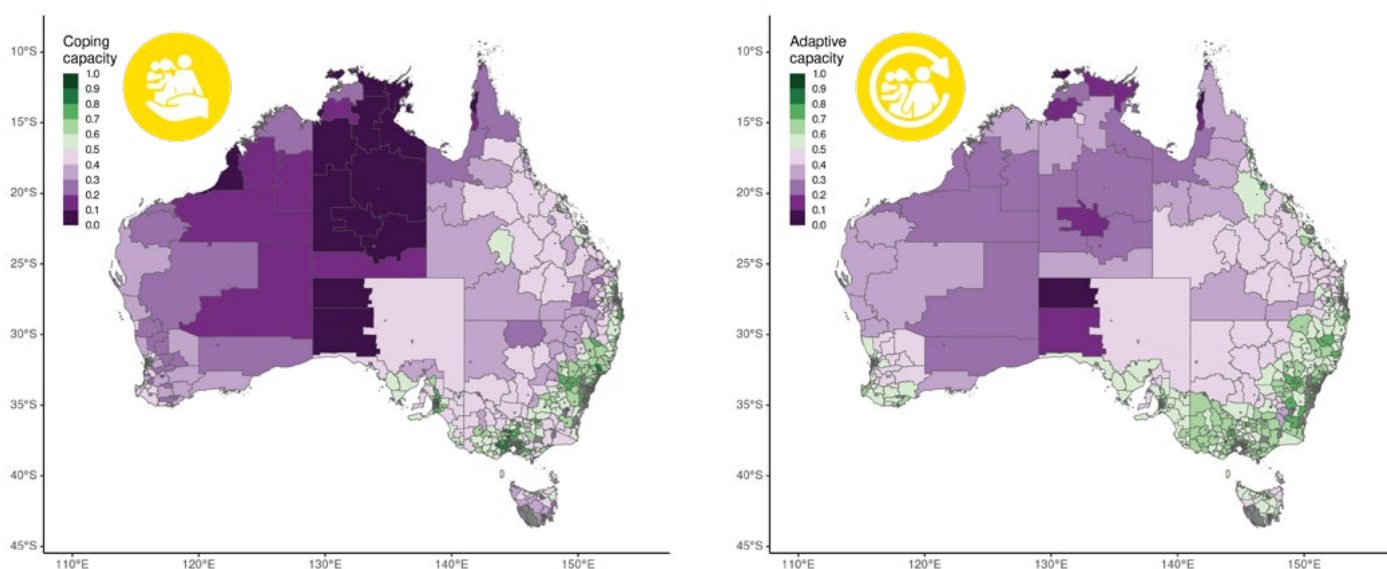 Coping
capacity
1.0
0.9
0.8
0.7
0.6
0.5
0.4
0.3
0.2
0.1
0.0
10°S
15°S
20°S
25°S
30°S
35°S
40°S
45°S
110°E
120°E
130°E
140°E
150°E
Adaptive
capacity
1.0
0.9
0.8
0.7
0.6
0.5
0.4
0.3
0.2
0.1
0.0
10°S
15°S
20°S
25°S
30°S
35°S
40°S
45°S
110°E
120°E
130°E
140°E
150°E